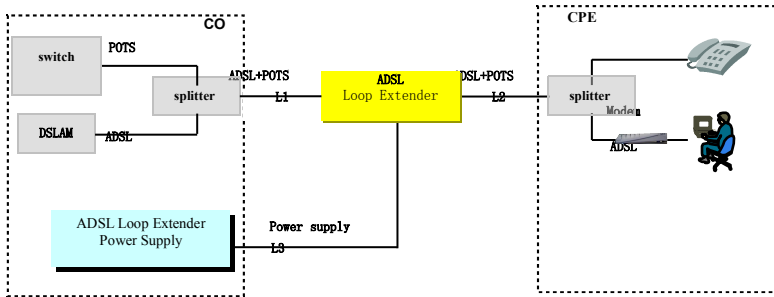 CO
CPE
switch
POTS
splitter
DSLAM
ADSL
ADSL+POTS
L1
ADSL
Loop Extender
ADSL+POTS
L2
splitter
Modem
ADSL
ADSL Loop Extender
Power Supply
Power supply
L3